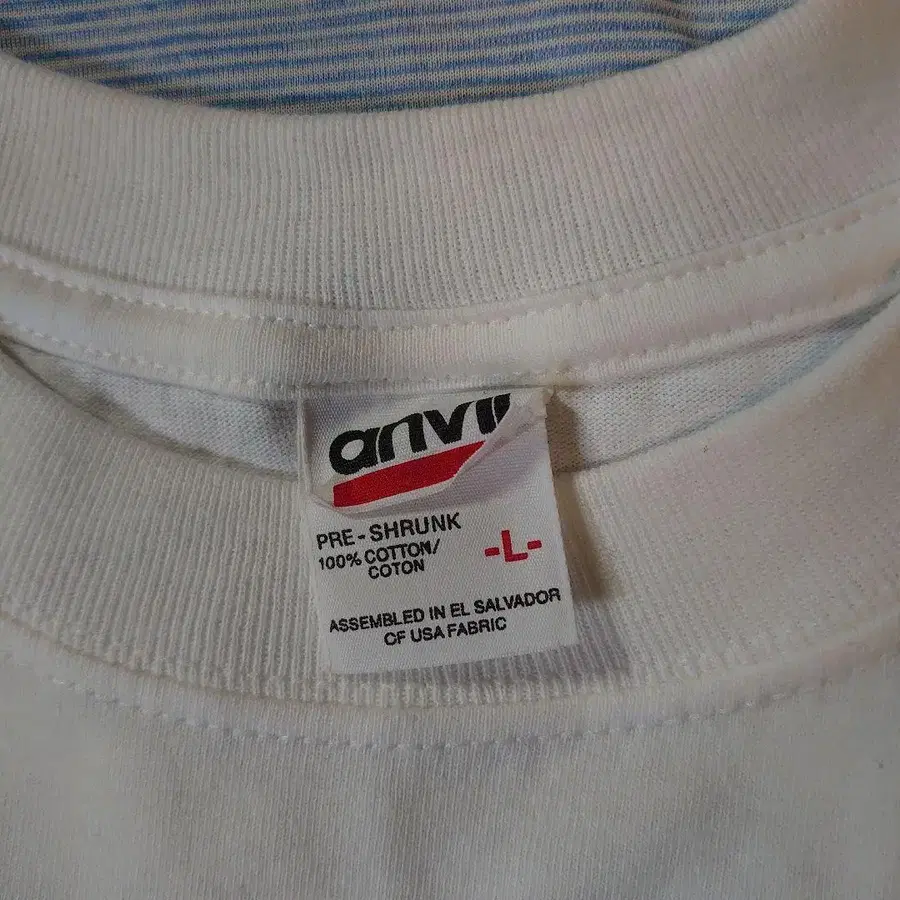 anvil
PRE-SHRUNK
100% COTTON/
COTON
-L-
ASSEMBLED IN EL SALVADOR
OF USA FABRIC